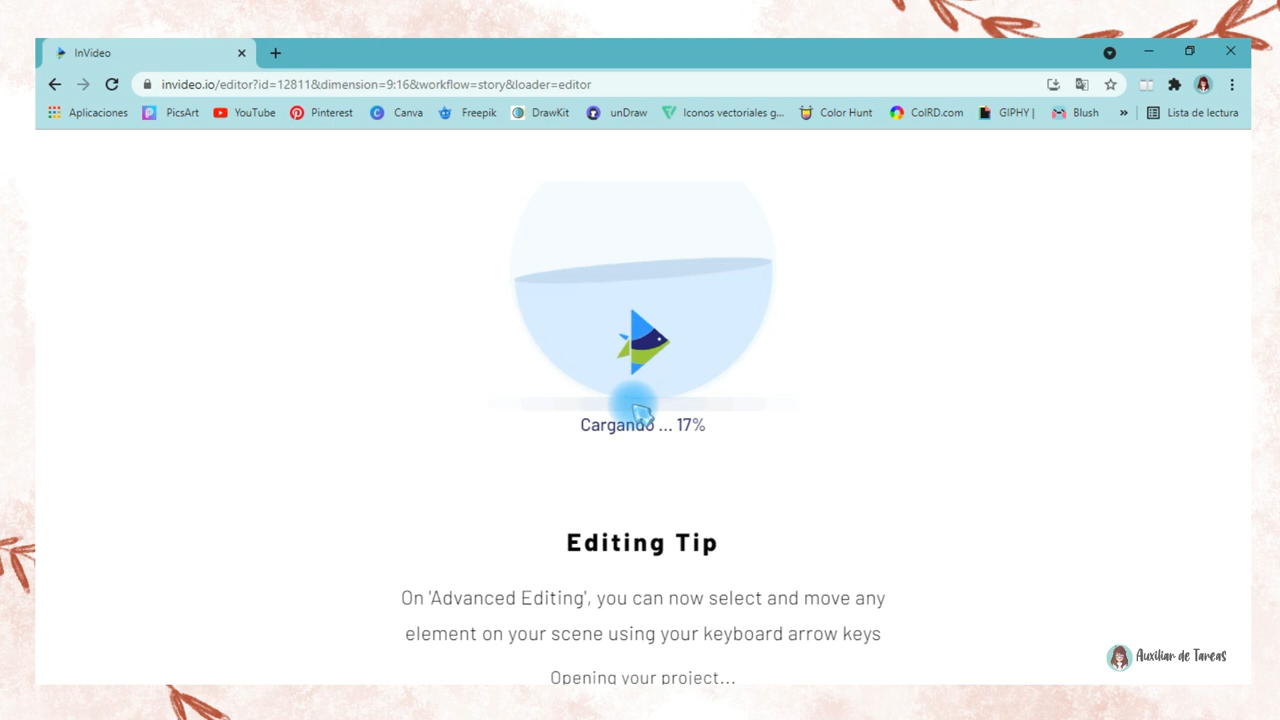 InVideo
invideo.io/editor?id=12811&dimension=9:16&workflow=story&loader=editor
Aplicaciones PicsArt YouTube Pinterest Canva Freepik DrawKit unDraw Iconos vectoriales g... Color Hunt ColRD.com GIPHY | Blush » Lista de lectura
Cargando ... 17%
Editing Tip
On 'Advanced Editing', you can now select and move any
element on your scene using your keyboard arrow keys
Opening your project...
Auxiliar de Tareas